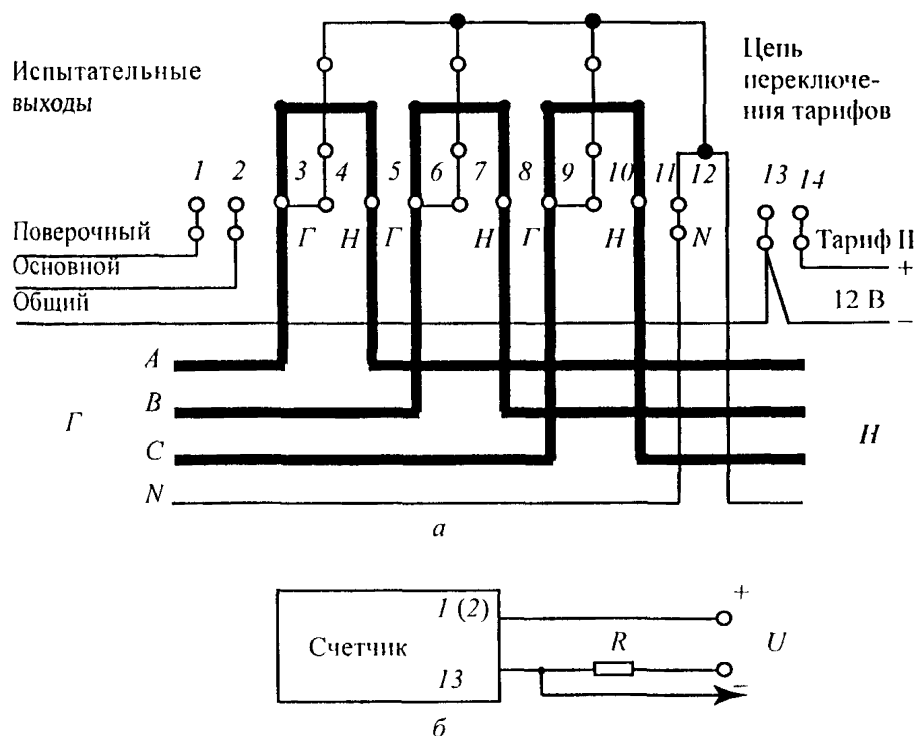 Испытательные
выходы
Цепь
переключе-
ния тарифов
1 2 3 4 5 6 7 8 9 10 11 12 13 14
Г Н Г Н Г Н N
Поверочный
Основной
Общий
Тариф II
+
12 В
–
А
В
С
N
Г
Н
а
Счетчик
1 (2)
13
R
U
+
–
б